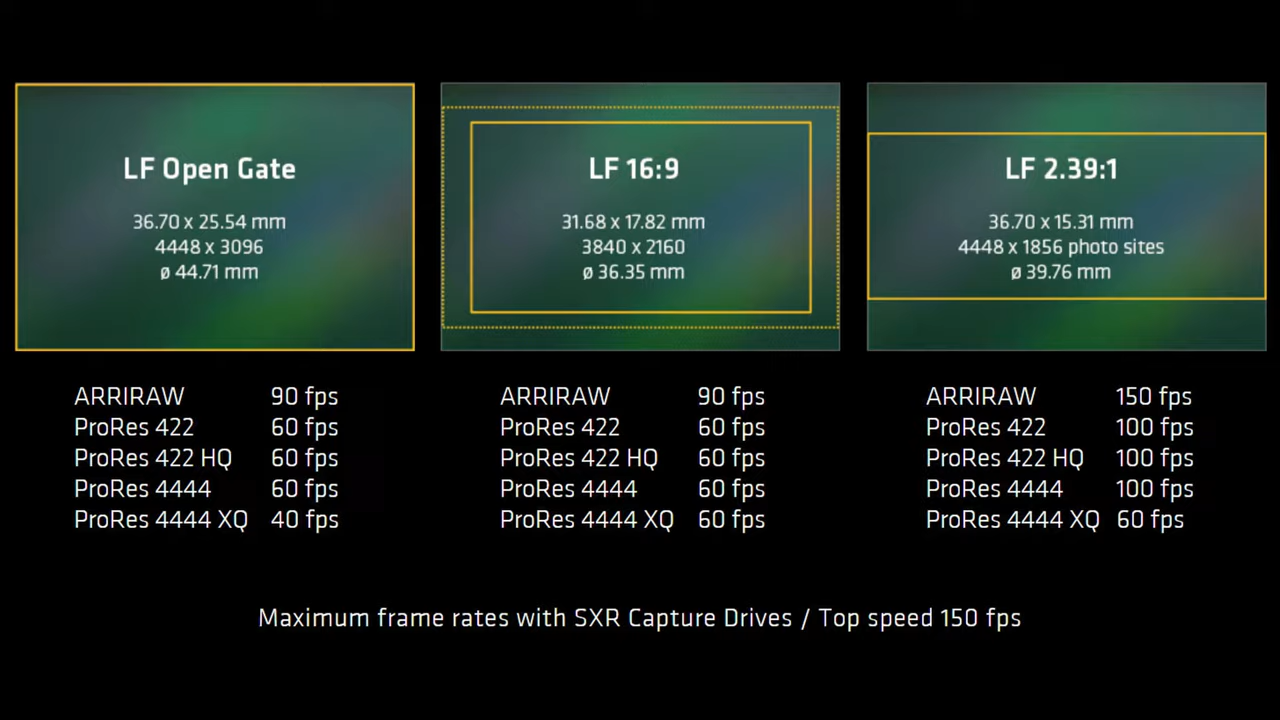 LF Open Gate
36.70 x 25.54 mm
4448 x 3096
ø 44.71 mm
ARRIRAW 90 fps
ProRes 422 60 fps
ProRes 422 HQ 60 fps
ProRes 4444 60 fps
ProRes 4444 XQ 40 fps
LF 16:9
31.68 x 17.82 mm
3840 x 2160
ø 36.35 mm
ARRIRAW 90 fps
ProRes 422 60 fps
ProRes 422 HQ 60 fps
ProRes 4444 60 fps
ProRes 4444 XQ 60 fps
LF 2.39:1
36.70 x 15.31 mm
4448 x 1856 photo sites
ø 39.76 mm
ARRIRAW 150 fps
ProRes 422 100 fps
ProRes 422 HQ 100 fps
ProRes 4444 100 fps
ProRes 4444 XQ 60 fps
Maximum frame rates with SXR Capture Drives / Top speed 150 fps